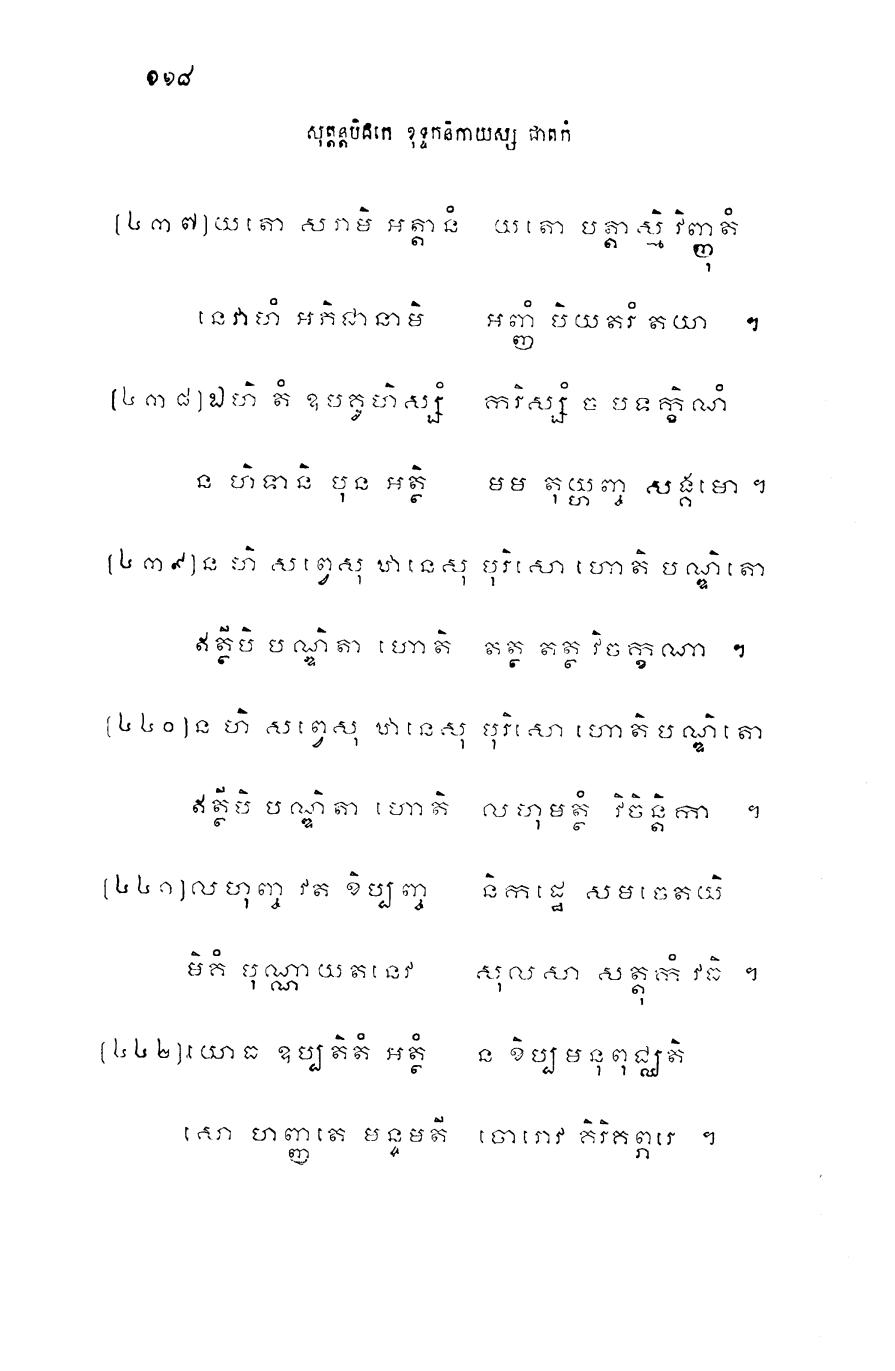 ១១៨
សុត្តន្តបិដកេ ខុទ្ទកនិកាយស្ស ជាតកំ
[៤៣៧] យតោ សរាមិ អត្តានំ យតោ បត្តាស្មិ វិញ្ញុតំ
នេវាហំ អភិជានាមិ អញ្ញំ បិយតរំ តយា ។
[៤៣៨] ឯហិ តំ ឧបគូហិស្សំ ការិស្សំ ច បទក្ខិណំ
ន ហិទានិ បុន អត្ថិ មម តុយ្ហញ្ច សង្គមោ ។
[៤៣៩] ន ហិ សព្វេសុ ឋានេសុ បុរិសោ ហោតិ បណ្ឌិតោ
ឥត្ថីបិ បណ្ឌិតា ហោតិ តត្ថ តត្ថ វិចក្ខណា ។
[៤៤០] ន ហិ សព្វេសុ ឋានេសុ បុរិសោ ហោតិ បណ្ឌិតោ
ឥត្ថីបិ បណ្ឌិតា ហោតិ លហុមត្ថំ វិចិន្តិកា ។
[៤៤១] លហុញ្ច វត ខិប្បញ្ច និកដ្ឋេ សមចេតយិ
មិគំ បុណ្ណាយតនេវ សុលសា សត្តុកំ វធិ ។
[៤៤២] យោធ ឧប្បតិតំ អត្ថំ ន ខិប្បមនុពុជ្ឈតិ
សោ ហញ្ញតេ មន្ទមតី ចោរោវ គិរិគព្ភរេ ។